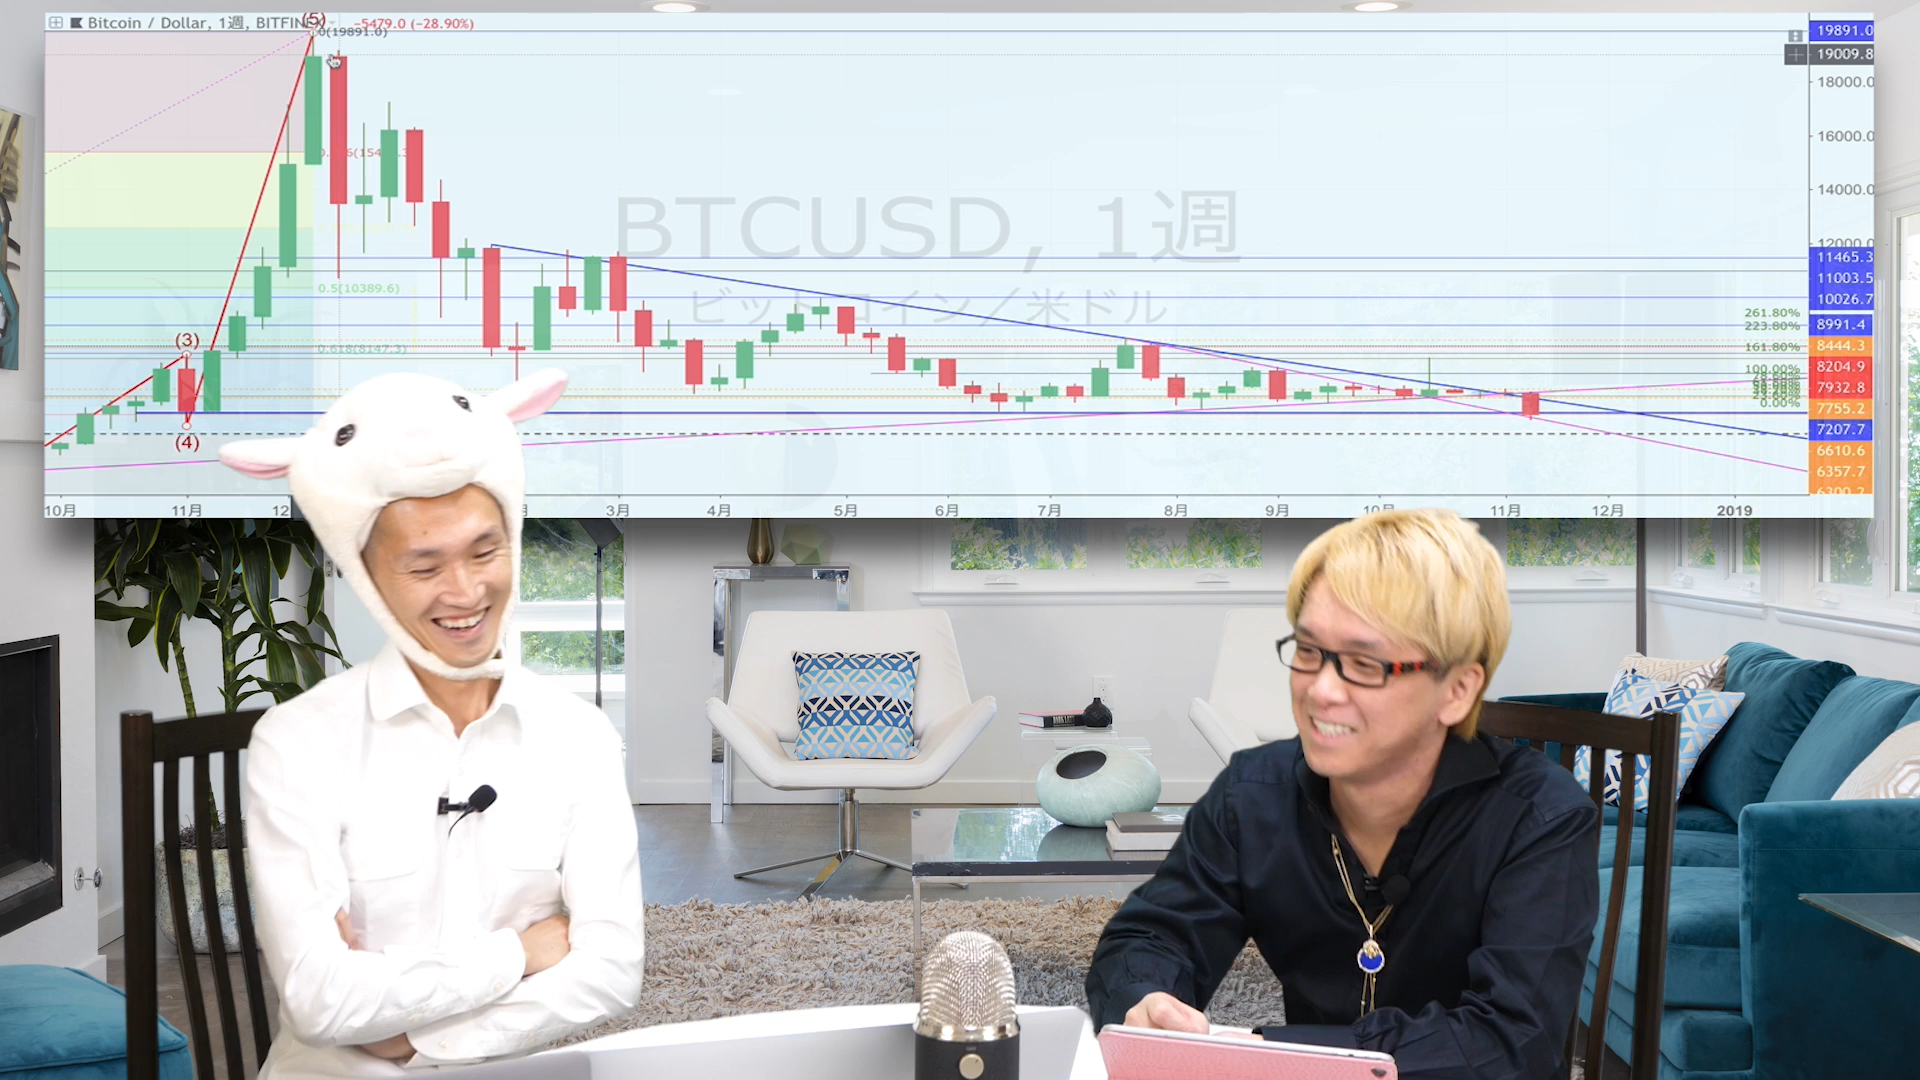 Bitcoin / Dollar, 1週, BITFINEX
−5479.0 (−28.90%)
(5)
0(19891.0)
19891.0
19009.8
18000.0
16000.0
14000.0
12000.0
BTCUSD, 1週
ビットコイン／米ドル
11465.3
11003.5
10026.7
0.5(10389.6)
261.80%
8991.4
223.80%
(3)
0.618(8147.3)
161.80%
8444.3
8204.9
100.00%
7932.8
0.00%
7755.2
7207.7
(4)
6610.6
6357.7
6300.2
10月
11月
12
3月
4月
5月
6月
7月
8月
9月
10月
11月
12月
2019